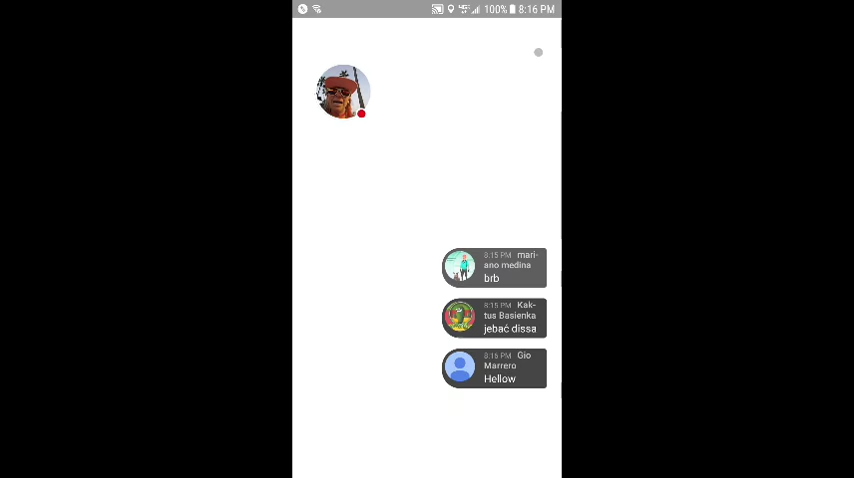 100% 8:16 PM
8:15 PM mari-
ano medina
brb
8:15 PM Kak-
tus Basienka
jebać dissa
8:16 PM Gio
Marrero
Hellow